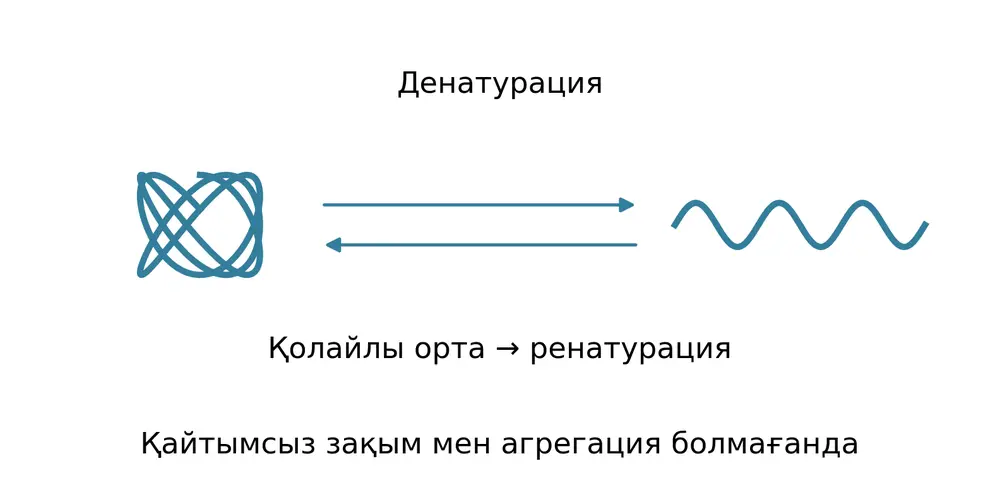 Денатурация
Қолайлы орта → ренатурация
Қайтымсыз зақым мен агрегация болмағанда